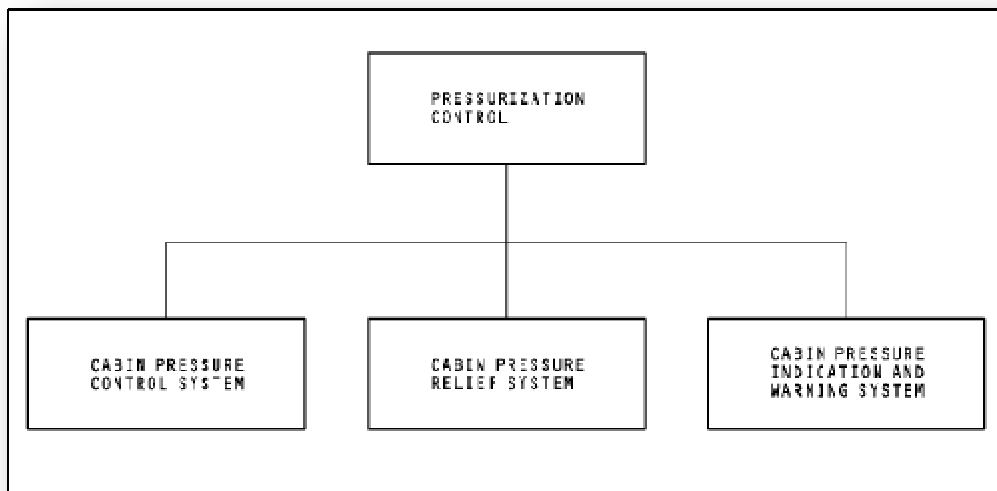 PRESSURIZATION
CONTROL
CABIN PRESSURE
CONTROL SYSTEM
CABIN PRESSURE
RELIEF SYSTEM
CABIN PRESSURE
INDICATION AND
WARNING SYSTEM